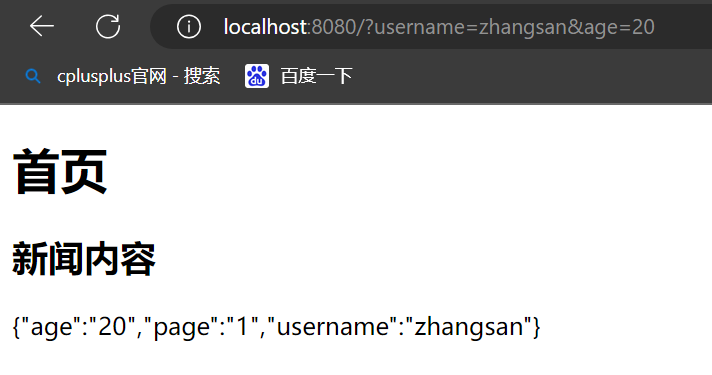 localhost:8080/?username=zhangsan&age=20
cplusplus官网 - 搜索 du 百度一下
首页
新闻内容
{"age":"20","page":"1","username":"zhangsan"}